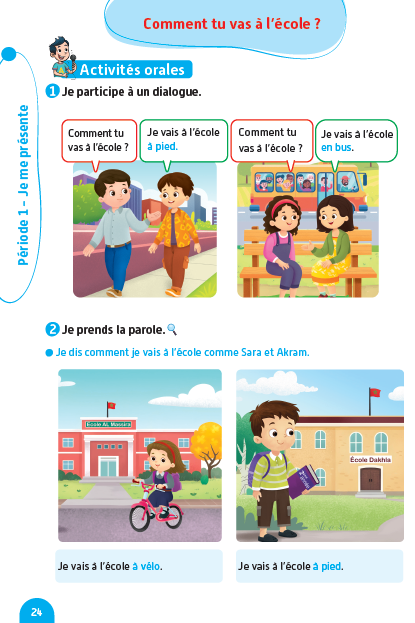 Comment tu vas à l'école ?
Activités orales
Période 1 – Je me présente
1 Je participe à un dialogue.
Comment tu
vas à l'école ?
Je vais à l'école
à pied.
Comment tu
vas à l'école ?
Je vais à l'école
en bus.
2 Je prends la parole.
Je dis comment je vais à l'école comme Sara et Akram.
École AL Massira
École Dakhla
Je vais à l'école à vélo.
Je vais à l'école à pied.
24